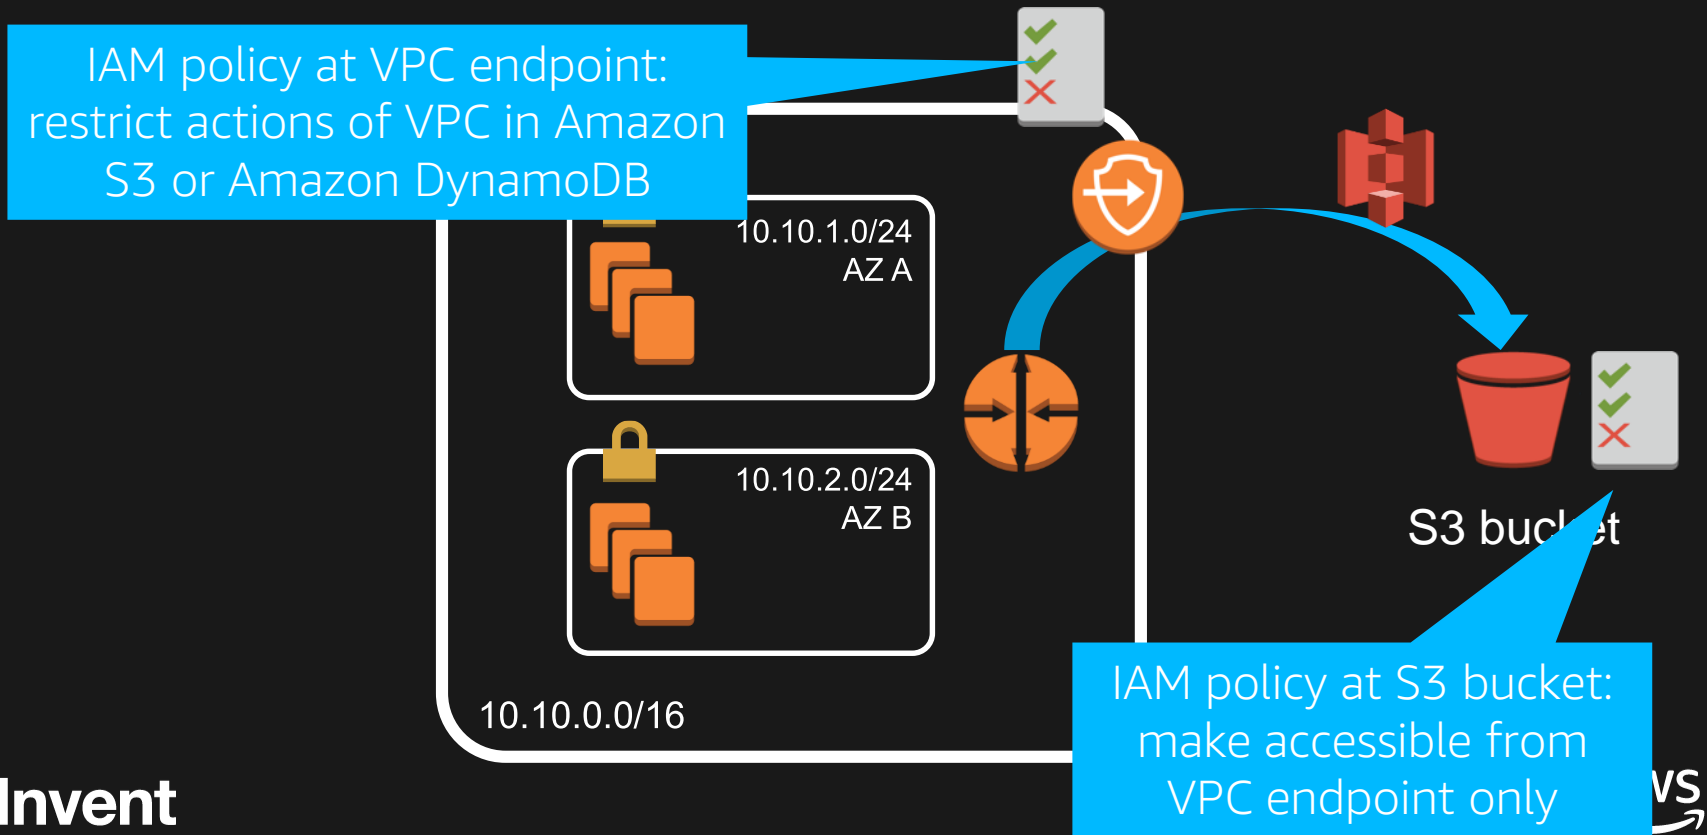 IAM policy at VPC endpoint:
restrict actions of VPC in Amazon
S3 or Amazon DynamoDB
10.10.1.0/24
AZ A
10.10.2.0/24
AZ B
10.10.0.0/16
S3 bucket
IAM policy at S3 bucket:
make accessible from
VPC endpoint only
Invent